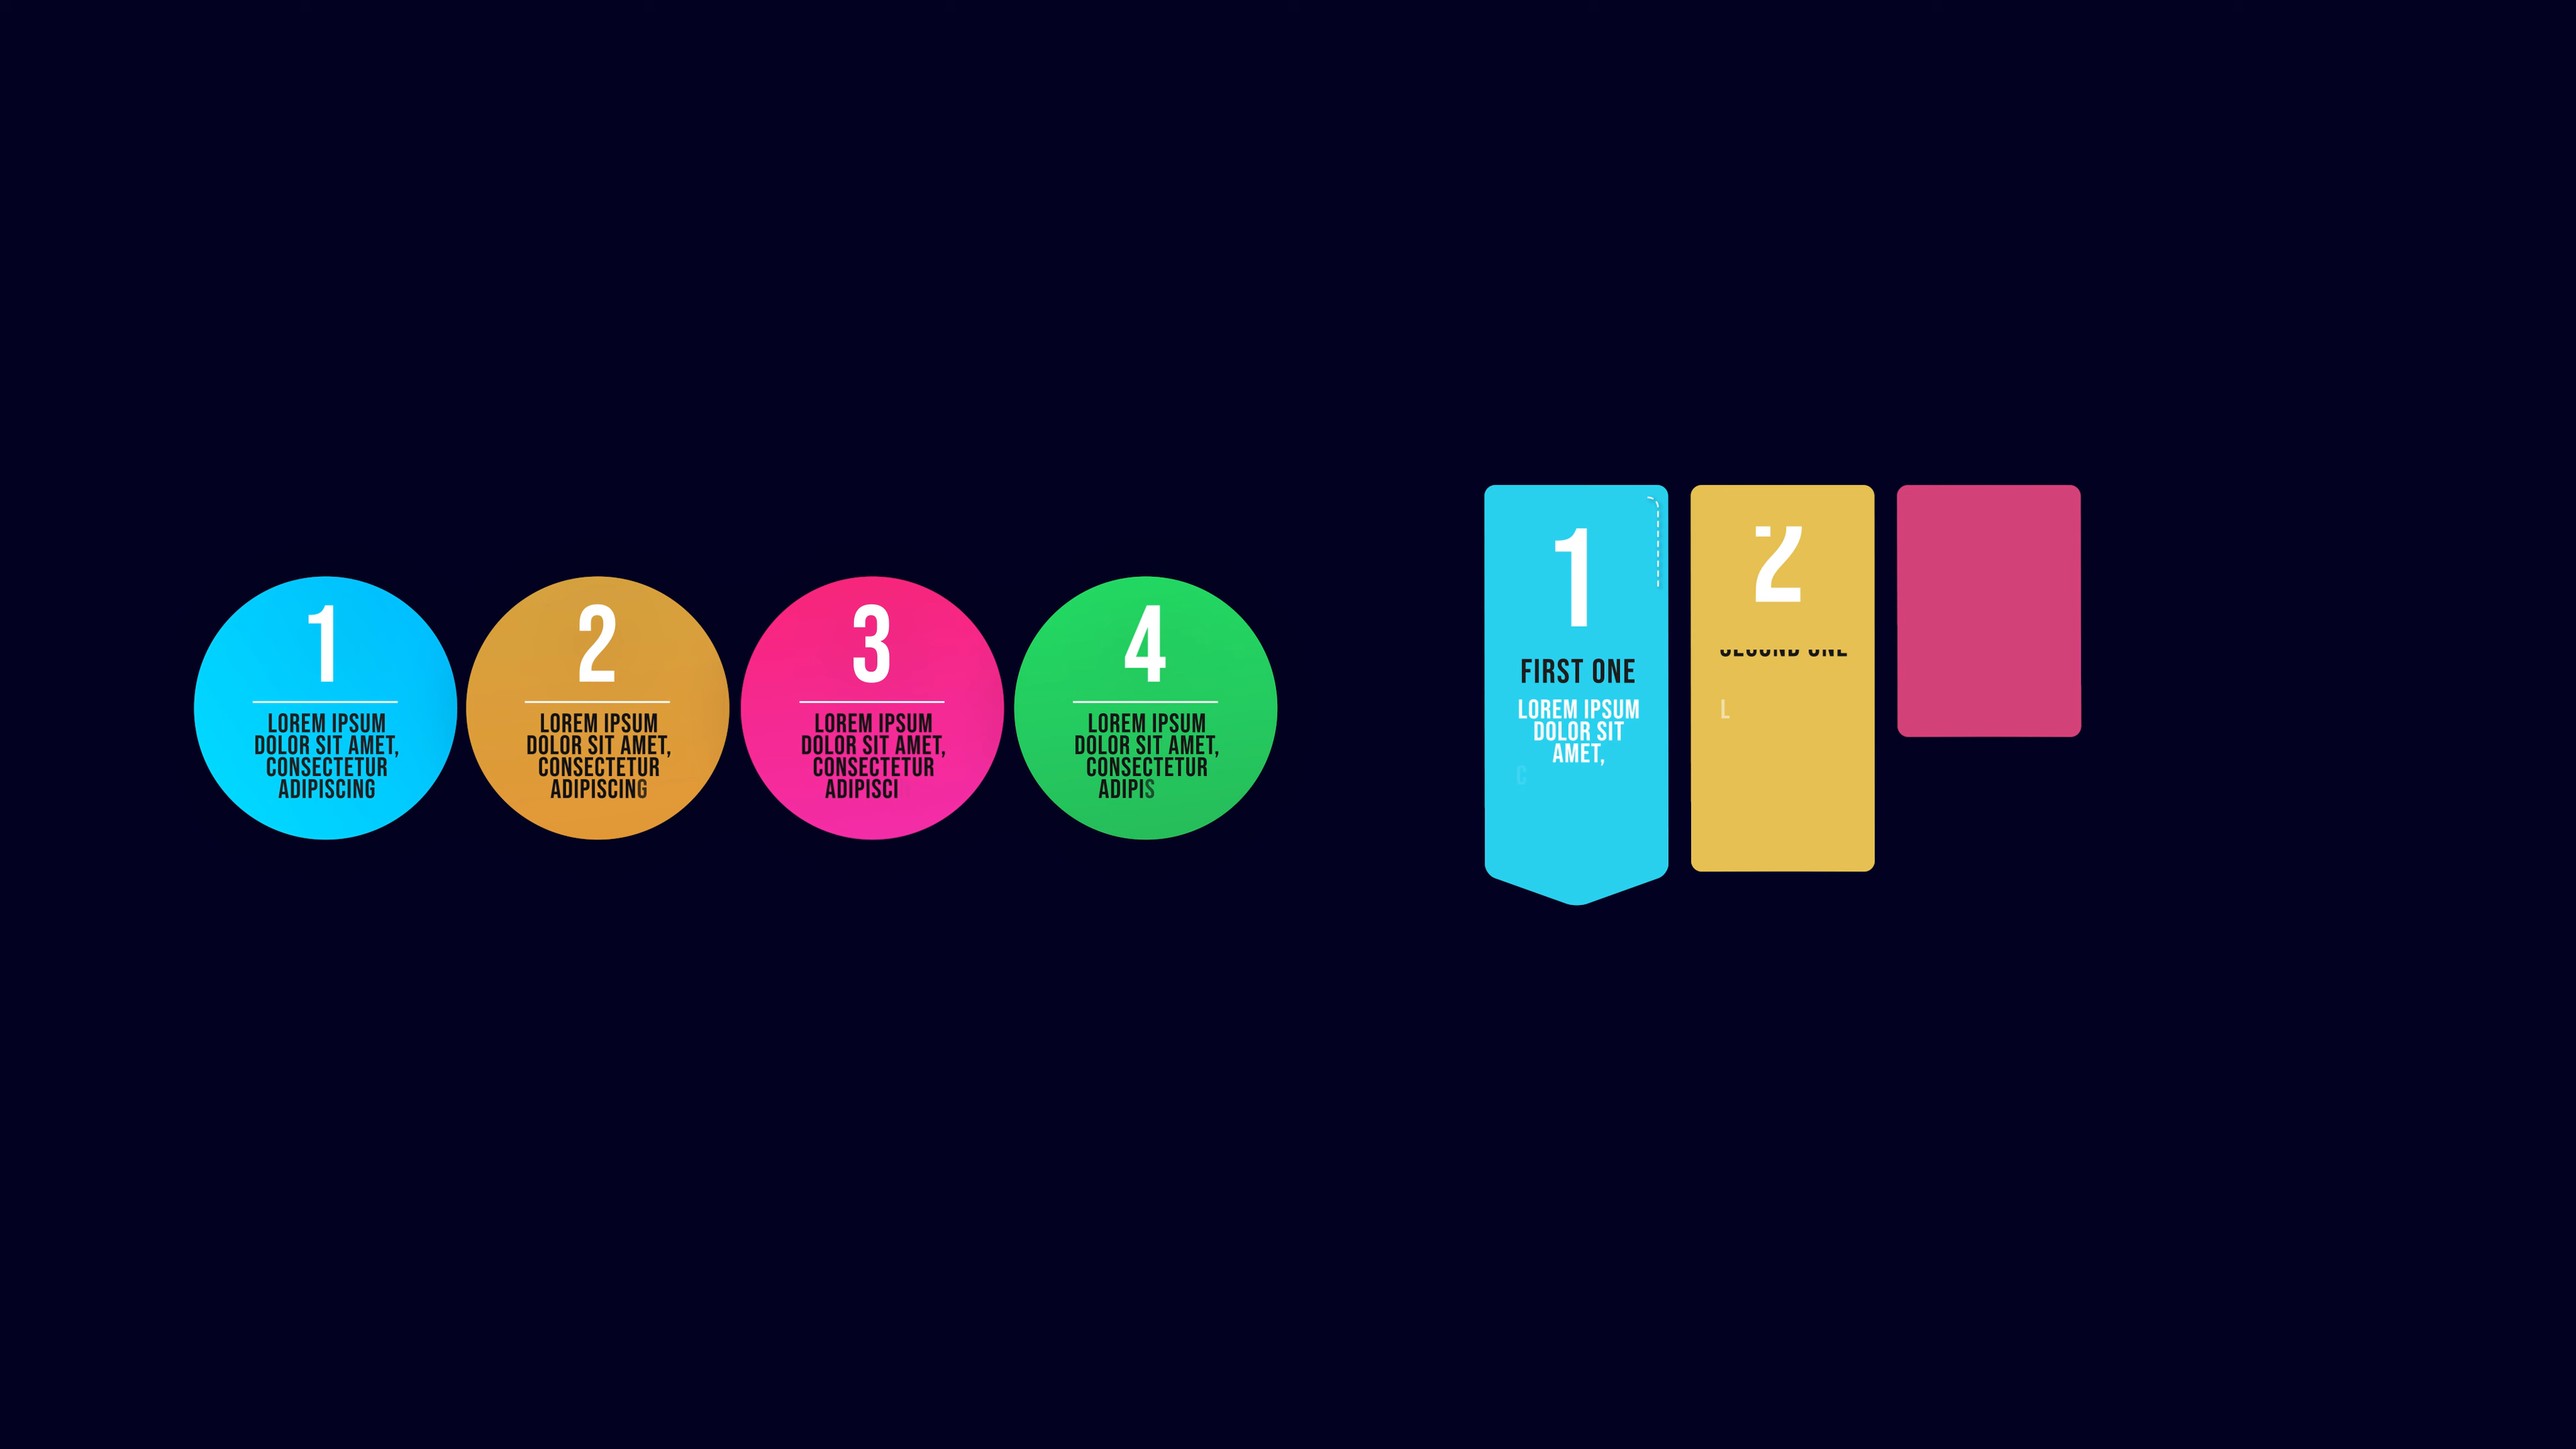 1
LOREM IPSUM
DOLOR SIT AMET,
CONSECTETUR
ADIPISCING
2
LOREM IPSUM
DOLOR SIT AMET,
CONSECTETUR
ADIPISCING
3
LOREM IPSUM
DOLOR SIT AMET,
CONSECTETUR
ADIPISCI
4
LOREM IPSUM
DOLOR SIT AMET,
CONSECTETUR
ADIPIS
1
FIRST ONE
LOREM IPSUM
DOLOR SIT
AMET,
C
2
SECOND ONE
L